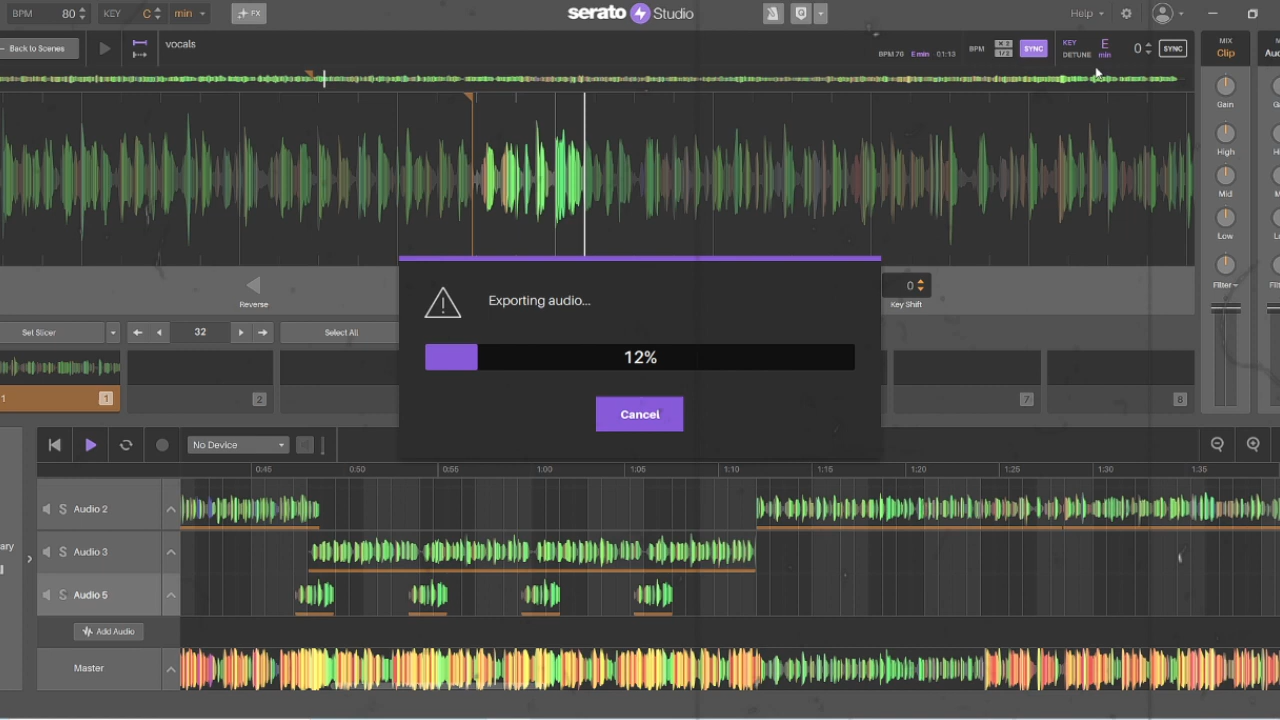 BPM 80 KEY C min + FX
serato Studio
Help
Back to Scenes
vocals
BPM 76 E min 01:13
BPM X 2 1/2 SYNC
KEY DETUNE E min 0 SYNC
MIX
Clip
Gain
High
Mid
Low
Filter
Reverse
Key Shift
0
Exporting audio...
12%
Cancel
Set Slicer 32 Select All
1 1 2 7 8
No Device
0:45 0:50 0:55 1:00 1:05 1:10 1:15 1:20 1:25 1:30 1:35
S Audio 2
S Audio 3
S Audio 5
Add Audio
Master